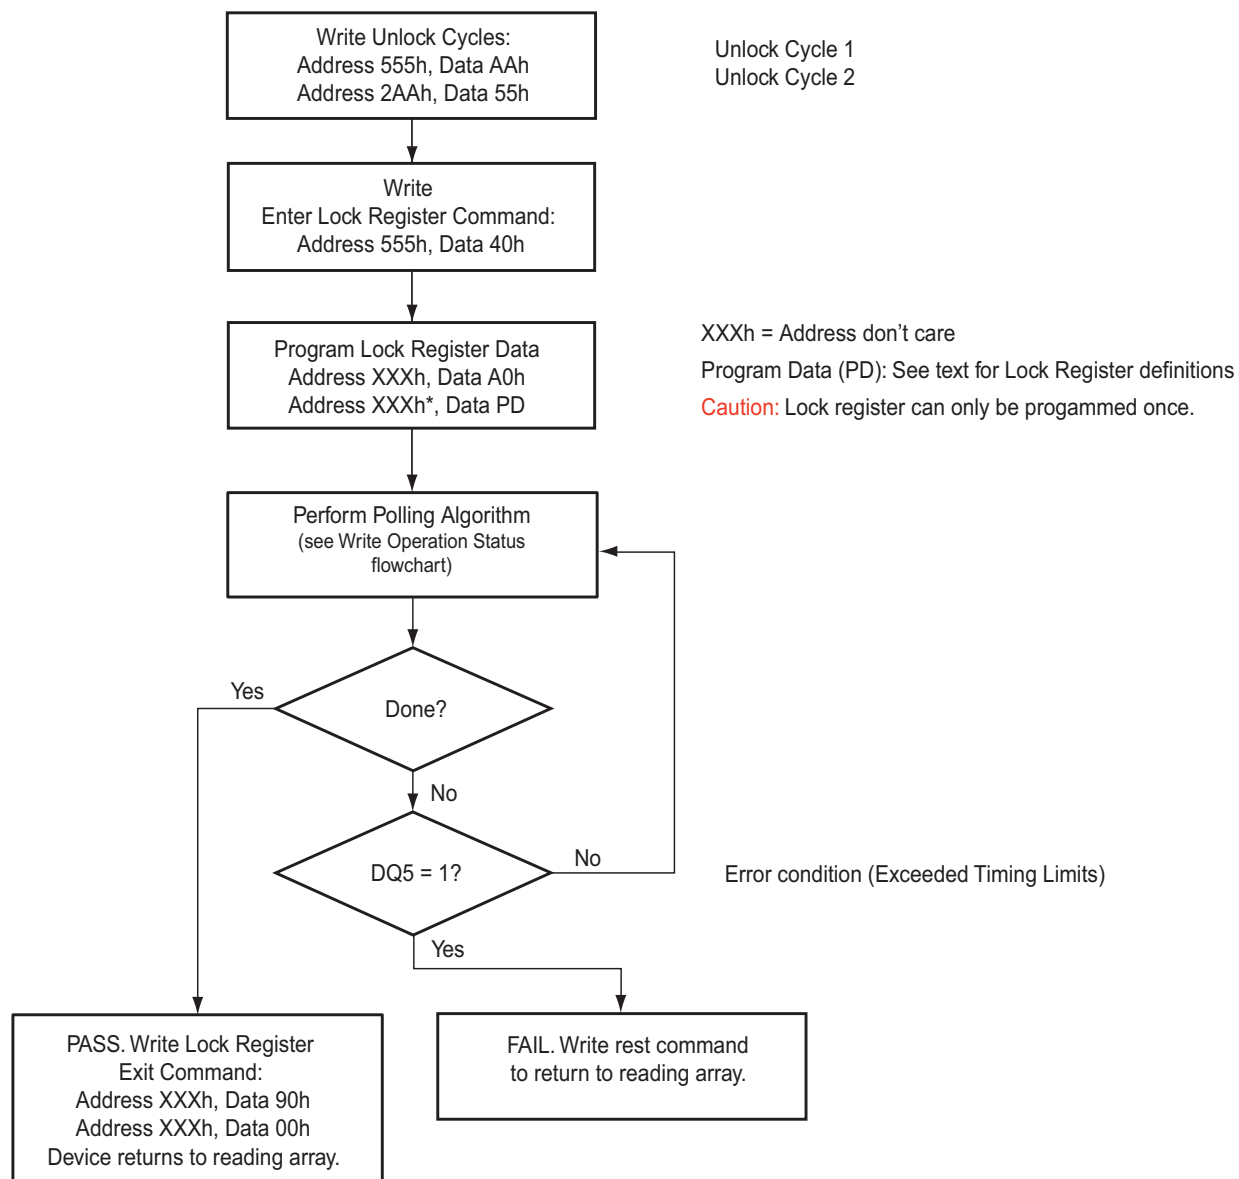 Write Unlock Cycles:
Address 555h, Data AAh
Address 2AAh, Data 55h
Unlock Cycle 1
Unlock Cycle 2
Write
Enter Lock Register Command:
Address 555h, Data 40h
Program Lock Register Data
Address XXXh, Data A0h
Address XXXh*, Data PD
XXXh = Address don't care
Program Data (PD): See text for Lock Register definitions
Caution: Lock register can only be progammed once.
Perform Polling Algorithm
(see Write Operation Status
flowchart)
Yes
Done?
No
DQ5 = 1?
No
Error condition (Exceeded Timing Limits)
Yes
PASS. Write Lock Register
Exit Command:
Address XXXh, Data 90h
Address XXXh, Data 00h
Device returns to reading array.
FAIL. Write rest command
to return to reading array.